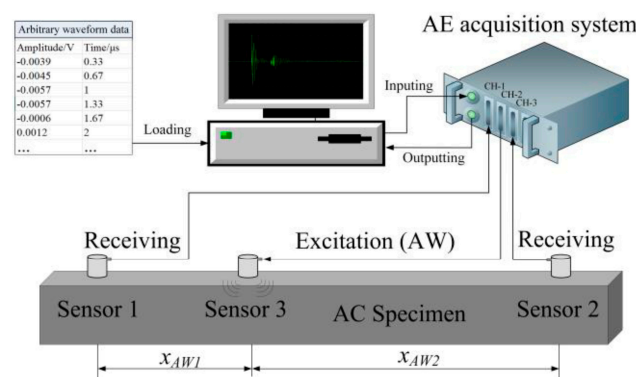 AE acquisition system
Arbitrary waveform data
Amplitude/V Time/μs
-0.0039 0.33
-0.0045 0.67
-0.0057 1
-0.0057 1.33
-0.0006 1.67
0.0012 2
... ...
Loading
Inputing
Outputting
CH-1
CH-2
CH-3
Receiving
Excitation (AW)
Receiving
Sensor 1
Sensor 3
AC Specimen
Sensor 2
xAW1
xAW2